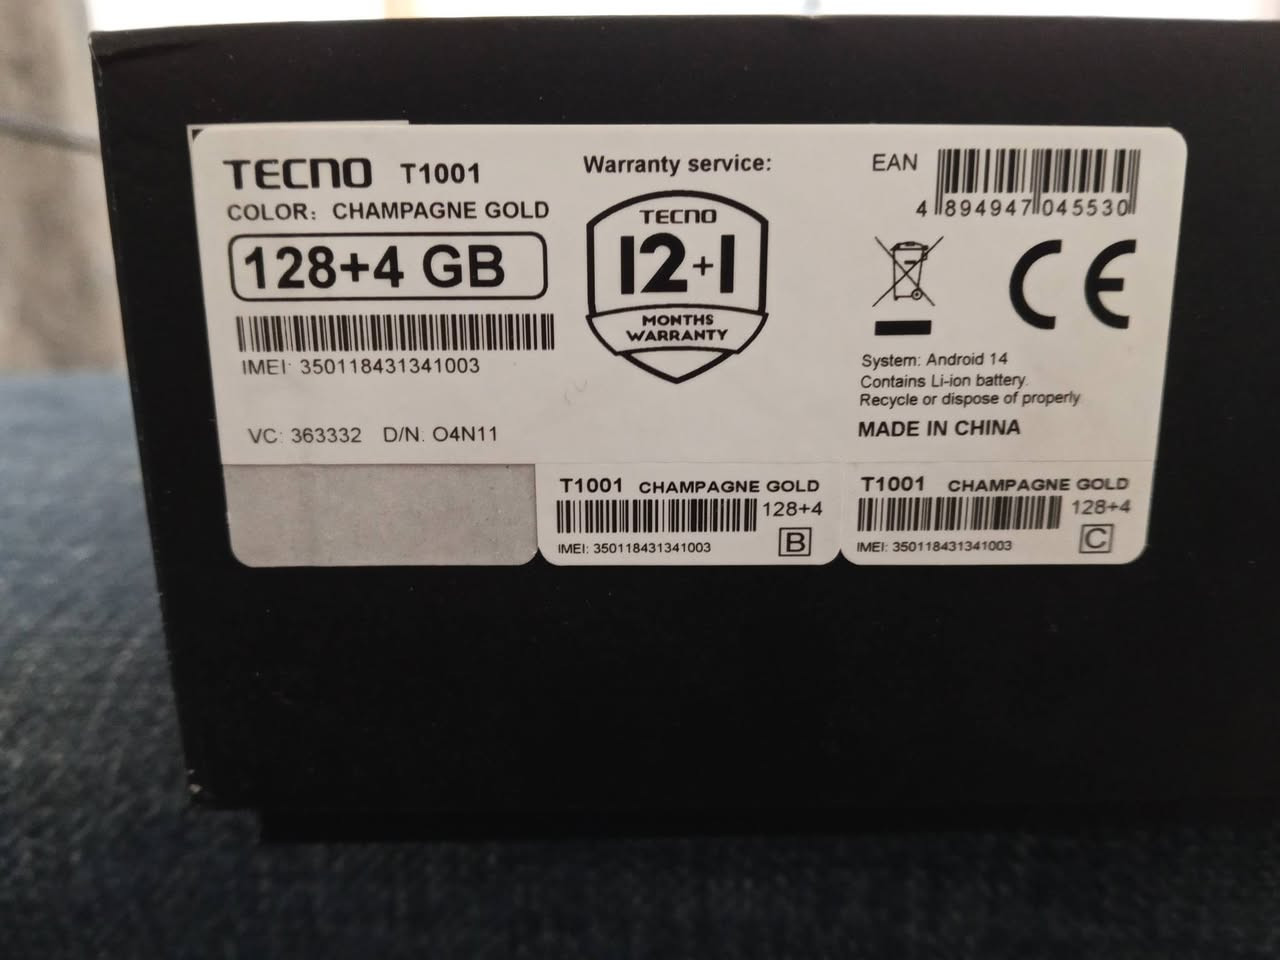 TECNO T1001
COLOR: CHAMPAGNE GOLD
128+4 GB
IMEI: 350118431341003
VC: 363332 D/N: O4N11
Warranty service:
TECNO
12+1
MONTHS
WARRANTY
EAN
4 894947 045530
CE
System: Android 14
Contains Li-ion battery.
Recycle or dispose of properly
MADE IN CHINA
T1001 CHAMPAGNE GOLD
128+4
IMEI: 350118431341003
B
T1001 CHAMPAGNE GOLD
128+4
IMEI: 350118431341003
C